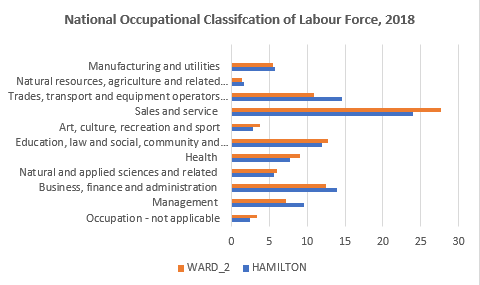 National Occupational Classifcation of Labour Force, 2018
Manufacturing and utilities
Natural resources, agriculture and related...
Trades, transport and equipment operators...
Sales and service
Art, culture, recreation and sport
Education, law and social, community and...
Health
Natural and applied sciences and related
Business, finance and administration
Management
Occupation - not applicable
0 5 10 15 20 25 30
WARD_2 HAMILTON